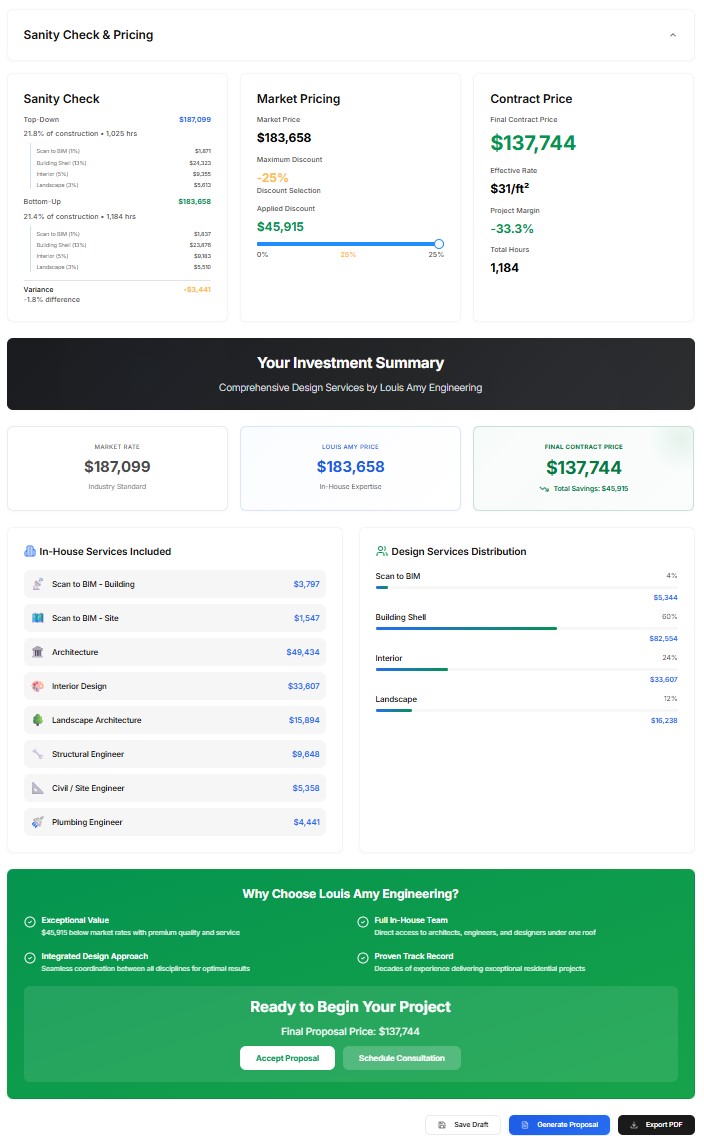 Sanity Check & Pricing
Sanity Check
Top-Down $187,099
21.8% of construction • 1,025 hrs
Scan to BIM (1%) $1,871
Building Shell (13%) $24,323
Interior (5%) $9,355
Landscape (3%) $5,613
Bottom-Up $183,658
21.4% of construction • 1,184 hrs
Scan to BIM (1%) $1,837
Building Shell (13%) $23,876
Interior (5%) $9,183
Landscape (3%) $5,510
Variance -$3,441
-1.8% difference
Market Pricing
Market Price
$183,658
Maximum Discount
-25%
Discount Selection
Applied Discount
$45,915
0% 25% 25%
Contract Price
Final Contract Price
$137,744
Effective Rate
$31/ft²
Project Margin
-33.3%
Total Hours
1,184
Your Investment Summary
Comprehensive Design Services by Louis Amy Engineering
MARKET RATE
$187,099
Industry Standard
LOUIS AMY PRICE
$183,658
In-House Expertise
FINAL CONTRACT PRICE
$137,744
Total Savings: $45,915
In-House Services Included
Scan to BIM - Building $3,797
Scan to BIM - Site $1,547
Architecture $49,434
Interior Design $33,607
Landscape Architecture $15,894
Structural Engineer $9,648
Civil / Site Engineer $5,358
Plumbing Engineer $4,441
Design Services Distribution
Scan to BIM 4%
$5,344
Building Shell 60%
$82,554
Interior 24%
$33,607
Landscape 12%
$16,238
Why Choose Louis Amy Engineering?
Exceptional Value
$45,915 below market rates with premium quality and service
Full In-House Team
Direct access to architects, engineers, and designers under one roof
Integrated Design Approach
Seamless coordination between all disciplines for optimal results
Proven Track Record
Decades of experience delivering exceptional residential projects
Ready to Begin Your Project
Final Proposal Price: $137,744
Accept Proposal Schedule Consultation
Save Draft Generate Proposal Export PDF